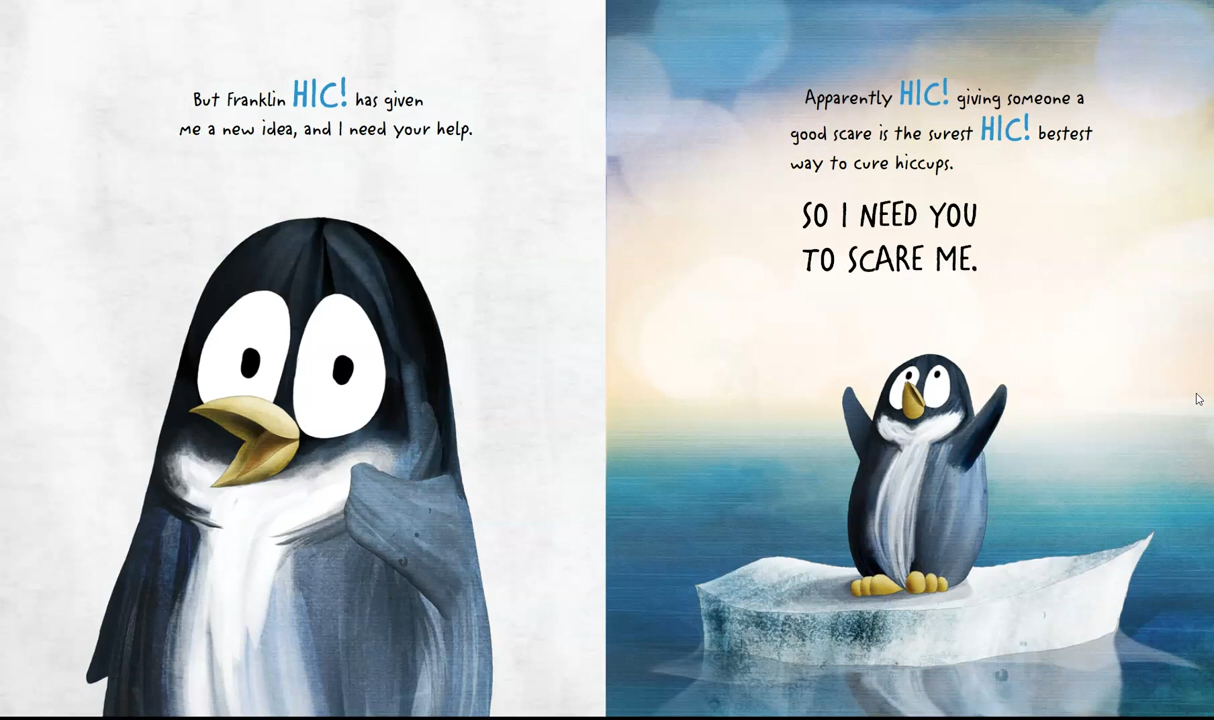 But Franklin HIC! has given
me a new idea, and I need your help.
Apparently HIC! giving someone a
good scare is the surest HIC! bestest
way to cure hiccups.
SO I NEED YOU
TO SCARE ME.